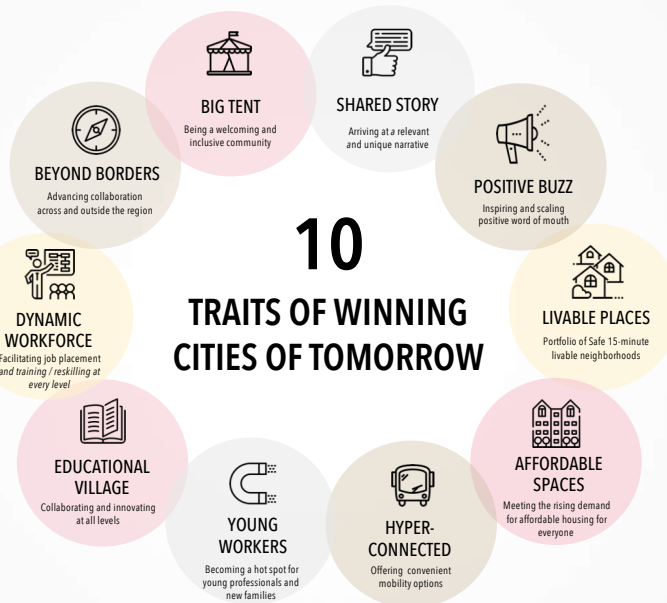 10
TRAITS OF WINNING
CITIES OF TOMORROW
BIG TENT
Being a welcoming and
inclusive community
SHARED STORY
Arriving at a relevant
and unique narrative
POSITIVE BUZZ
Inspiring and scaling
positive word of mouth
LIVABLE PLACES
Portfolio of Safe 15-minute
livable neighborhoods
AFFORDABLE
SPACES
Meeting the rising demand
for affordable housing for
everyone
HYPER-
CONNECTED
Offering convenient
mobility options
YOUNG
WORKERS
Becoming a hot spot for
young professionals and
new families
EDUCATIONAL
VILLAGE
Collaborating and innovating
at all levels
DYNAMIC
WORKFORCE
Facilitating job placement
and training / reskilling at
every level
BEYOND BORDERS
Advancing collaboration
across and outside the region